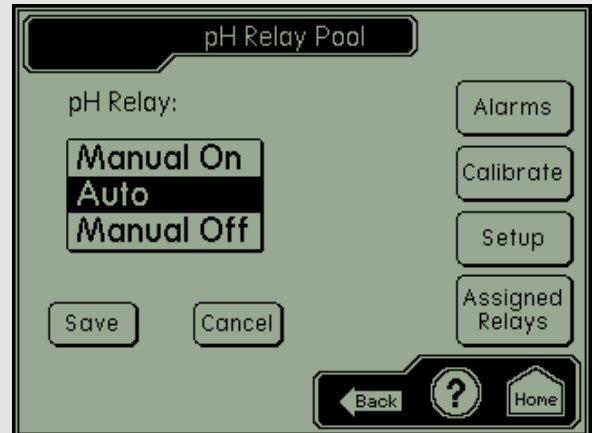 pH Relay Pool
pH Relay:
Manual On
Auto
Manual Off
Save
Cancel
Alarms
Calibrate
Setup
Assigned
Relays
Back
?
Home